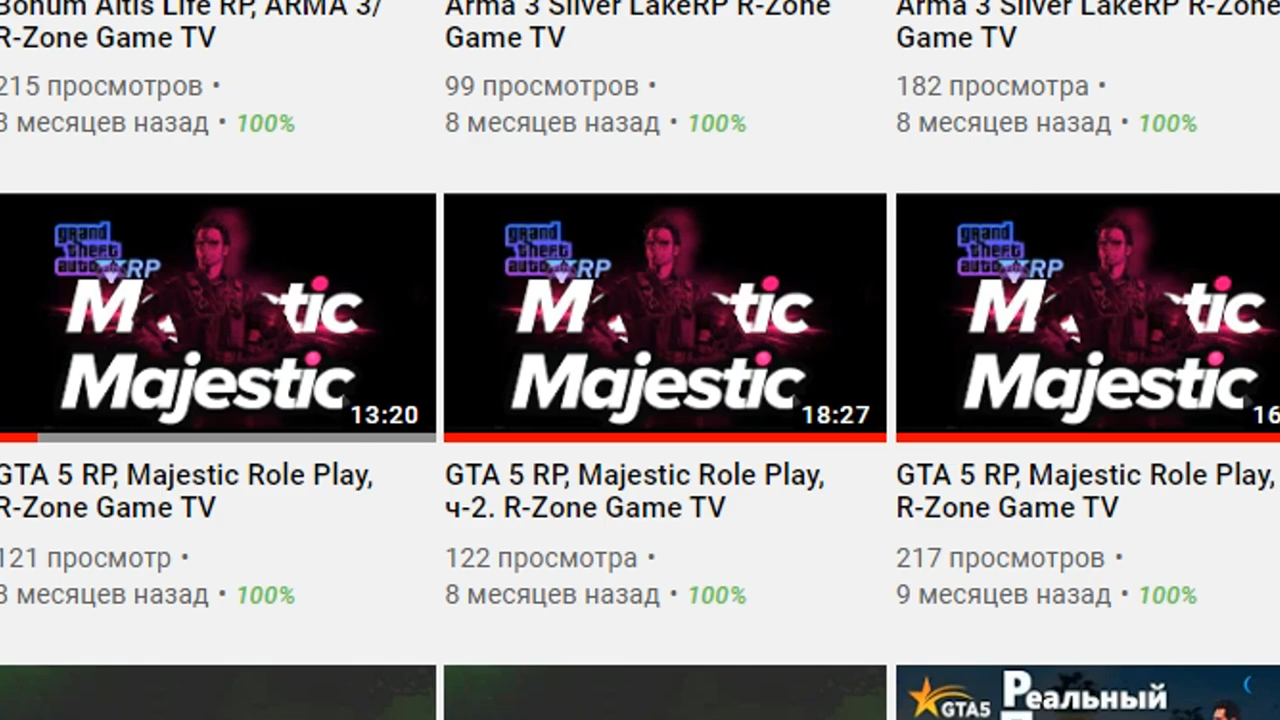 Bonum Altis Life RP, ARMA 3/
R-Zone Game TV
215 просмотров •
8 месяцев назад • 100%
Arma 3 Silver LakeRP R-Zone
Game TV
99 просмотров •
8 месяцев назад • 100%
Arma 3 Silver LakeRP R-Zone
Game TV
182 просмотра •
8 месяцев назад • 100%
grand
theft
auto RP
M tic
Majestic
13:20
GTA 5 RP, Majestic Role Play,
R-Zone Game TV
121 просмотр •
8 месяцев назад • 100%
grand
theft
auto RP
M tic
Majestic
18:27
GTA 5 RP, Majestic Role Play,
ч-2. R-Zone Game TV
122 просмотра •
8 месяцев назад • 100%
grand
theft
auto RP
M tic
Majestic
16
GTA 5 RP, Majestic Role Play,
R-Zone Game TV
217 просмотров •
9 месяцев назад • 100%
GTA5
Реальный